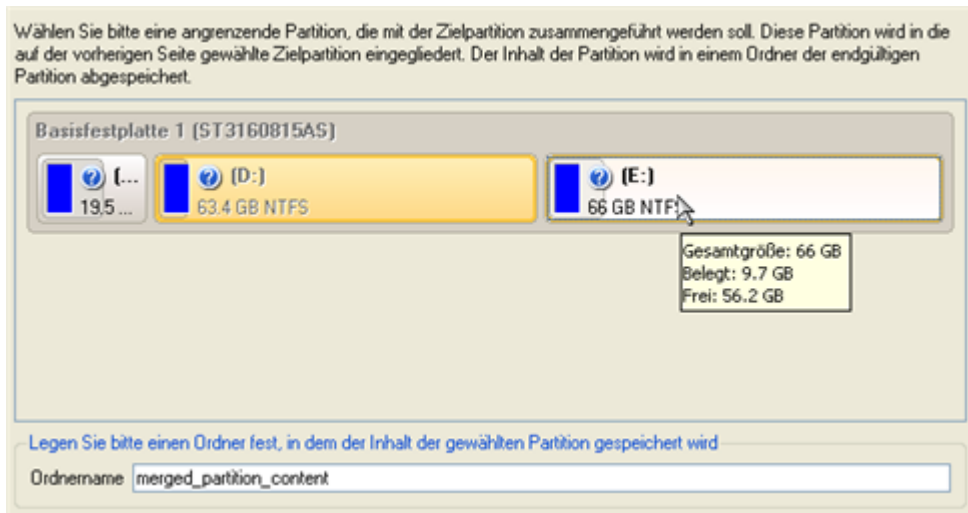 Wählen Sie bitte eine angrenzende Partition, die mit der Zielpartition zusammengeführt werden soll. Diese Partition wird in die
auf der vorherigen Seite gewählte Zielpartition eingegliedert. Der Inhalt der Partition wird in einem Ordner der endgültigen
Partition abgespeichert.
Basisfestplatte 1 (ST3160815AS)
(...
19,5 ...
(D:)
63.4 GB NTFS
(E:)
66 GB NTFS
Gesamtgröße: 66 GB
Belegt: 9.7 GB
Frei: 56.2 GB
Legen Sie bitte einen Ordner fest, in dem der Inhalt der gewählten Partition gespeichert wird
Ordnername merged_partition_content